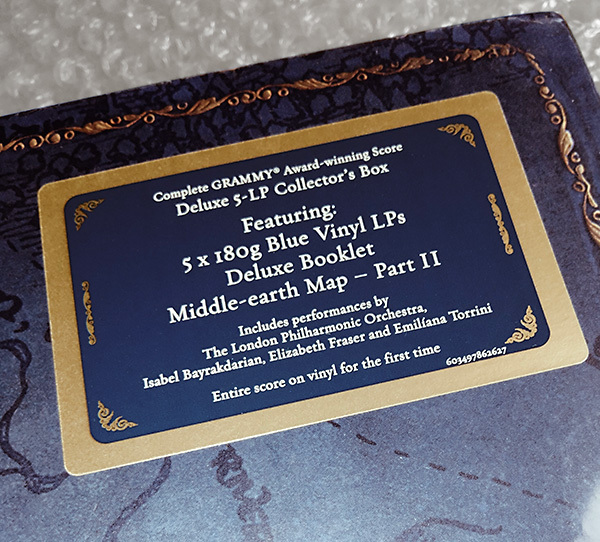 Complete GRAMMY® Award-winning Score
Deluxe 5-LP Collector's Box
Featuring:
5 x 180g Blue Vinyl LPs
Deluxe Booklet
Middle-earth Map – Part II
Includes performances by
The London Philharmonic Orchestra,
Isabel Bayrakdarian, Elizabeth Fraser and Emilíana Torrini
Entire score on vinyl for the first time
603497862627